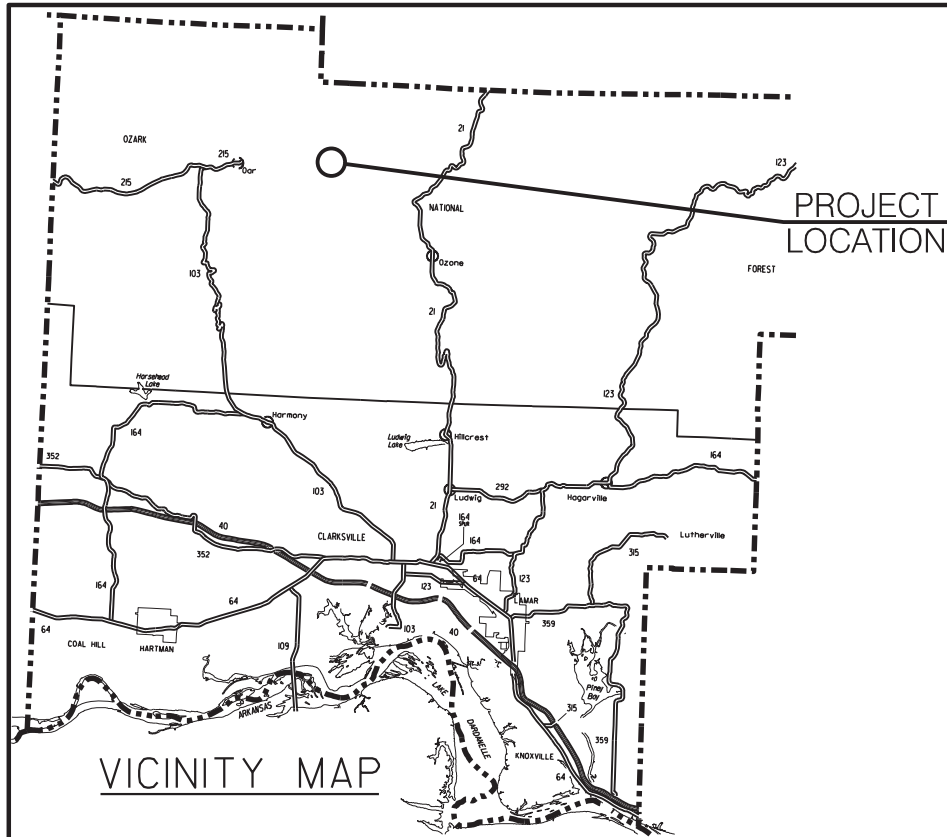 21
OZARK
215
Oar
123
215
NATIONAL
PROJECT
LOCATION
Ozone
FOREST
103
21
Horsehead
Lake
123
Harmony
164
Ludwig
Lake
Hillcrest
352
164
103
Ludwig
292
Hagarville
21
164
SPUR
40
CLARKSVILLE
164
Lutherville
352
352
315
164
123
64
123
64
LAMAR
359
64
COAL HILL
HARTMAN
109
103
40
LAKE
Piney
Bay
ARKANSAS
315
DARDANELLE
359
KNOXVILLE
64
VICINITY MAP